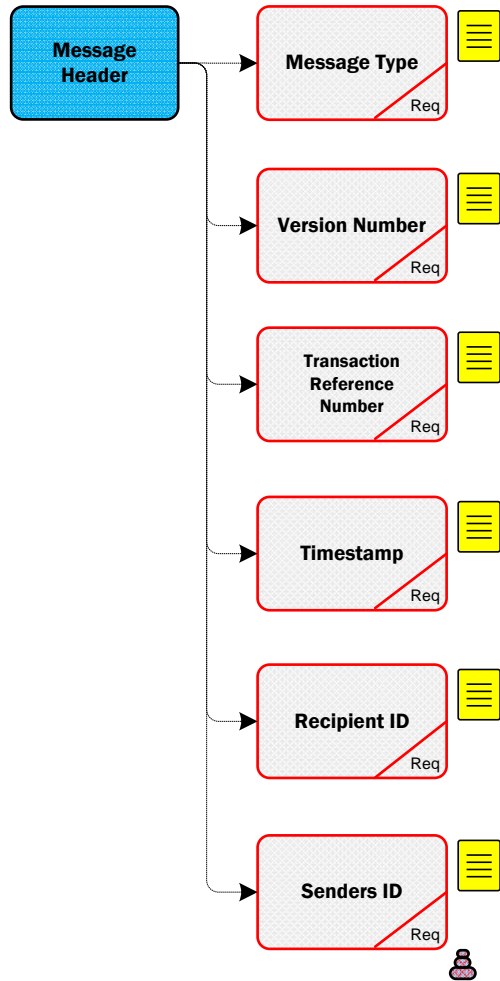 Message
Header
Message Type
Req
Version Number
Req
Transaction
Reference
Number
Req
Timestamp
Req
Recipient ID
Req
Senders ID
Req